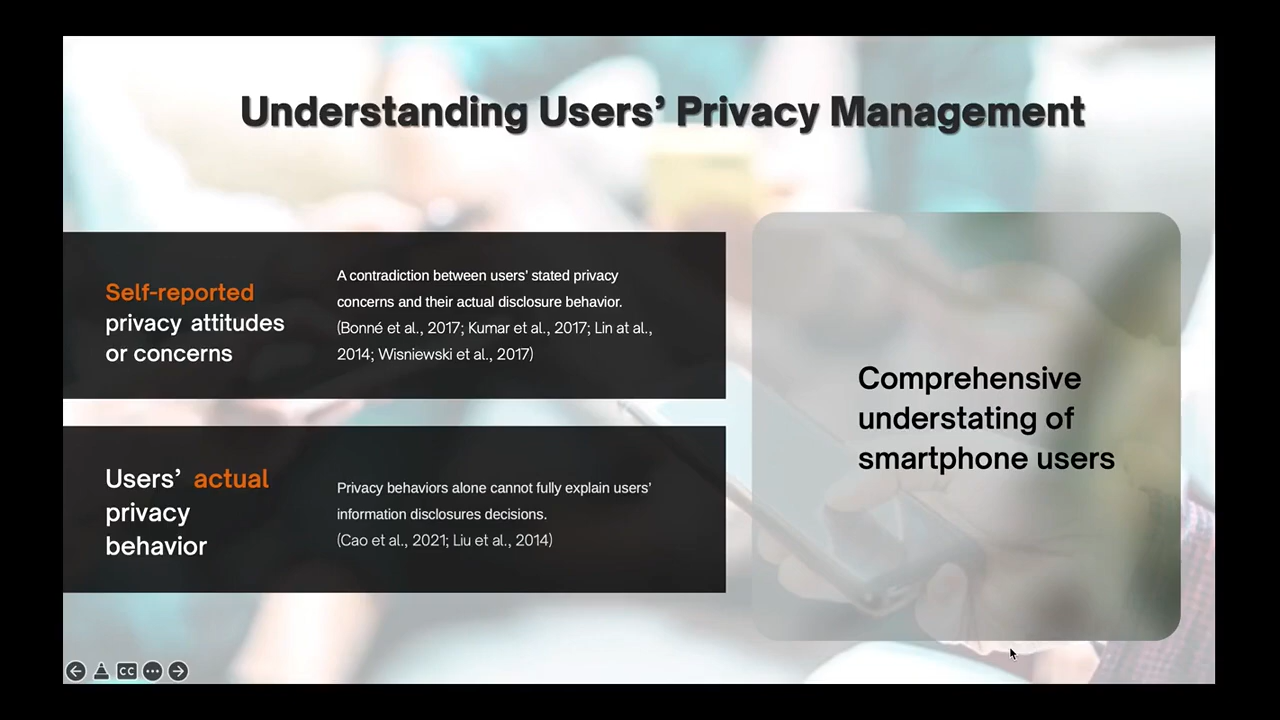 Understanding Users’ Privacy Management
Self-reported
privacy attitudes
or concerns
A contradiction between users’ stated privacy
concerns and their actual disclosure behavior.
(Bonné et al., 2017; Kumar et al., 2017; Lin at al.,
2014; Wisniewski et al., 2017)
Users’ actual
privacy
behavior
Privacy behaviors alone cannot fully explain users’
information disclosures decisions.
(Cao et al., 2021; Liu et al., 2014)
Comprehensive
understating of
smartphone users
CC